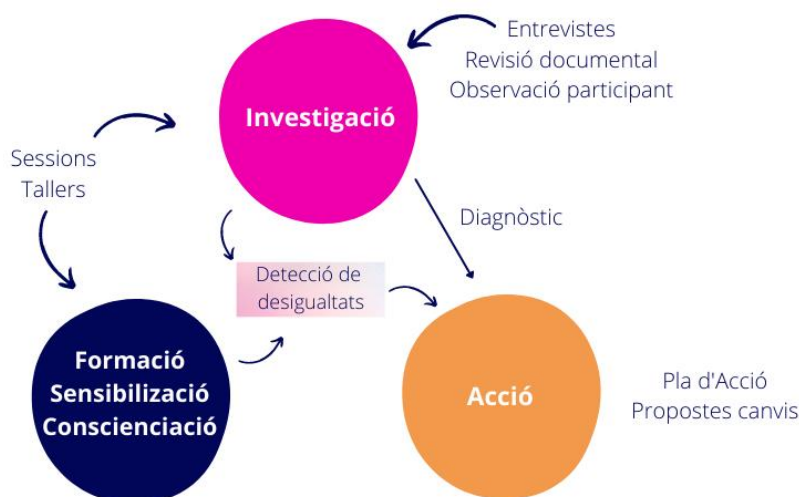 Entrevistes
Revisió documental
Observació participant
Investigació
Sessions
Tallers
Diagnòstic
Detecció de
desigualtats
Formació
Sensibilizació
Conscienciació
Acció
Pla d'Acció
Propostes canvis